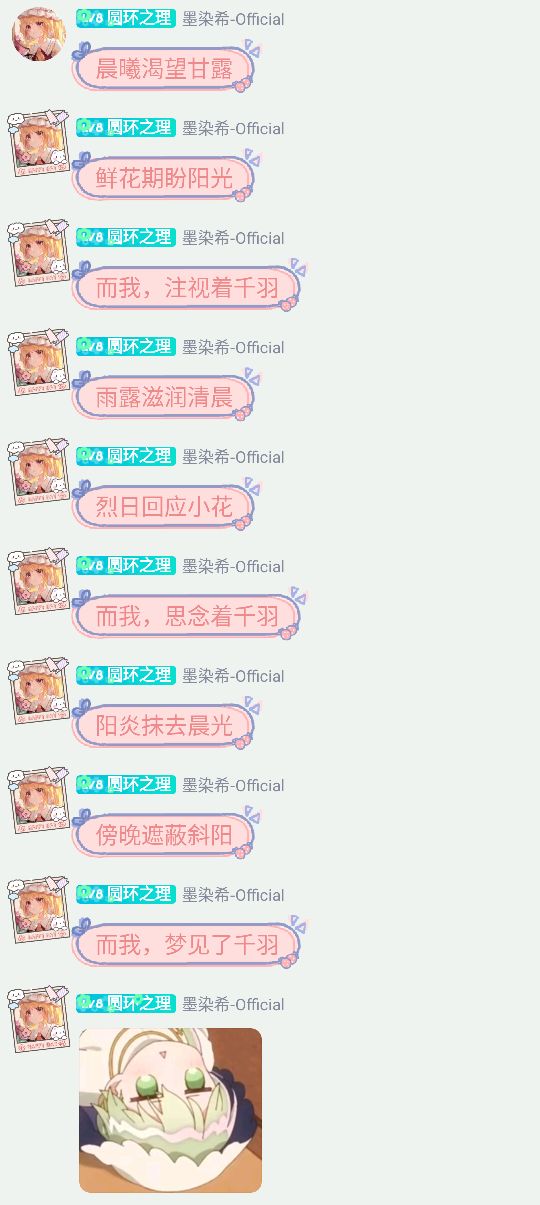 Lv8 圆环之理 墨染希-Official
晨曦渴望甘露
Lv8 圆环之理 墨染希-Official
鲜花期盼阳光
Lv8 圆环之理 墨染希-Official
而我，注视着千羽
Lv8 圆环之理 墨染希-Official
雨露滋润清晨
Lv8 圆环之理 墨染希-Official
烈日回应小花
Lv8 圆环之理 墨染希-Official
而我，思念着千羽
Lv8 圆环之理 墨染希-Official
阳炎抹去晨光
Lv8 圆环之理 墨染希-Official
傍晚遮蔽斜阳
Lv8 圆环之理 墨染希-Official
而我，梦见了千羽
Lv8 圆环之理 墨染希-Official